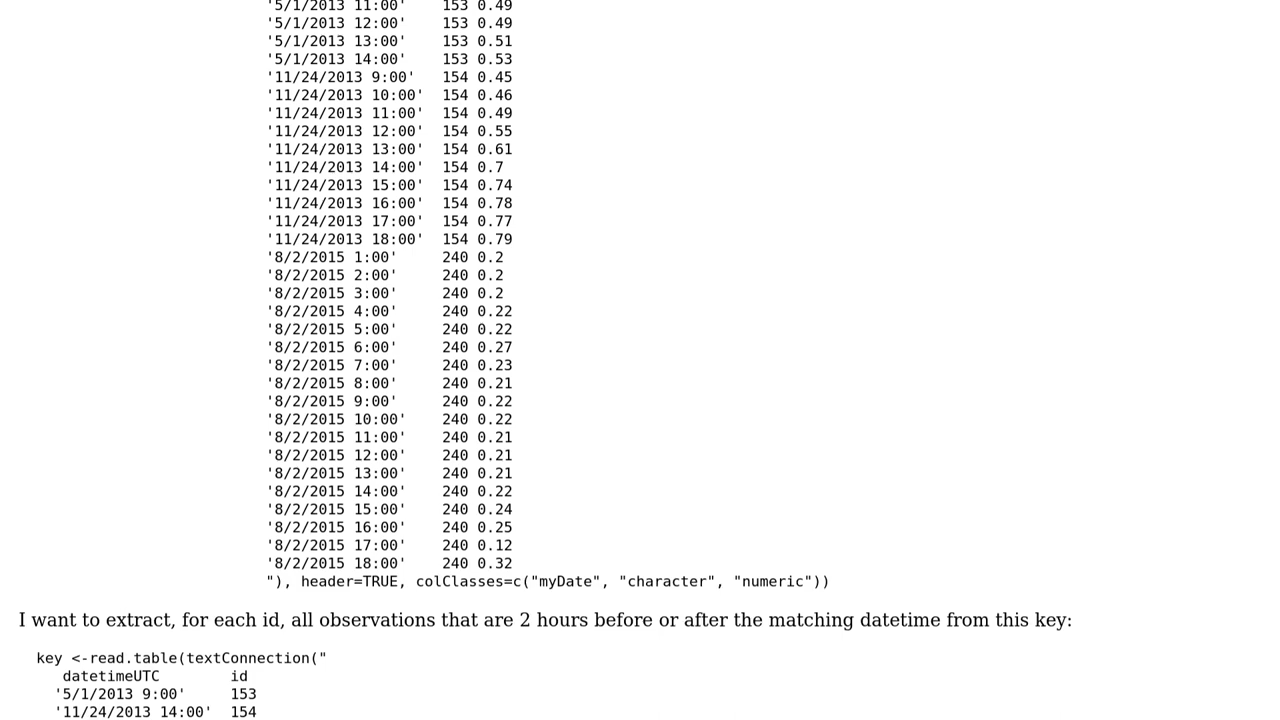 '5/1/2013 11:00'    153 0.49
'5/1/2013 12:00'    153 0.49
'5/1/2013 13:00'    153 0.51
'5/1/2013 14:00'    153 0.53
'11/24/2013 9:00'   154 0.45
'11/24/2013 10:00'  154 0.46
'11/24/2013 11:00'  154 0.49
'11/24/2013 12:00'  154 0.55
'11/24/2013 13:00'  154 0.61
'11/24/2013 14:00'  154 0.7
'11/24/2013 15:00'  154 0.74
'11/24/2013 16:00'  154 0.78
'11/24/2013 17:00'  154 0.77
'11/24/2013 18:00'  154 0.79
'8/2/2015 1:00'     240 0.2
'8/2/2015 2:00'     240 0.2
'8/2/2015 3:00'     240 0.2
'8/2/2015 4:00'     240 0.22
'8/2/2015 5:00'     240 0.22
'8/2/2015 6:00'     240 0.27
'8/2/2015 7:00'     240 0.23
'8/2/2015 8:00'     240 0.21
'8/2/2015 9:00'     240 0.22
'8/2/2015 10:00'    240 0.22
'8/2/2015 11:00'    240 0.21
'8/2/2015 12:00'    240 0.21
'8/2/2015 13:00'    240 0.21
'8/2/2015 14:00'    240 0.22
'8/2/2015 15:00'    240 0.24
'8/2/2015 16:00'    240 0.25
'8/2/2015 17:00'    240 0.12
'8/2/2015 18:00'    240 0.32
"), header=TRUE, colClasses=c("myDate", "character", "numeric"))
I want to extract, for each id, all observations that are 2 hours before or after the matching datetime from this key:
key <-read.table(textConnection("
datetimeUTC        id
'5/1/2013 9:00'     153
'11/24/2013 14:00'  154